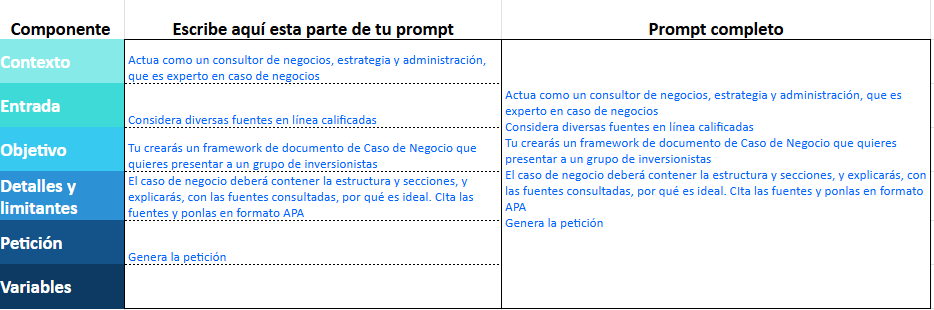 Componente
Escribe aquí esta parte de tu prompt
Prompt completo
Contexto
Actua como un consultor de negocios, estrategia y administración,
que es experto en caso de negocios
Entrada
Considera diversas fuentes en línea calificadas
Objetivo
Tu crearás un framework de documento de Caso de Negocio que
quieres presentar a un grupo de inversionistas
Detalles y
limitantes
El caso de negocio deberá contener la estructura y secciones, y
explicarás, con las fuentes consultadas, por qué es ideal. CIta las
fuentes y ponlas en formato APA
Petición
Genera la petición
Variables
Actua como un consultor de negocios, estrategia y administración, que es
experto en caso de negocios
Considera diversas fuentes en línea calificadas
Tu crearás un framework de documento de Caso de Negocio que quieres
presentar a un grupo de inversionistas
El caso de negocio deberá contener la estructura y secciones, y explicarás, con
las fuentes consultadas, por qué es ideal. CIta las fuentes y ponlas en formato
APA
Genera la petición